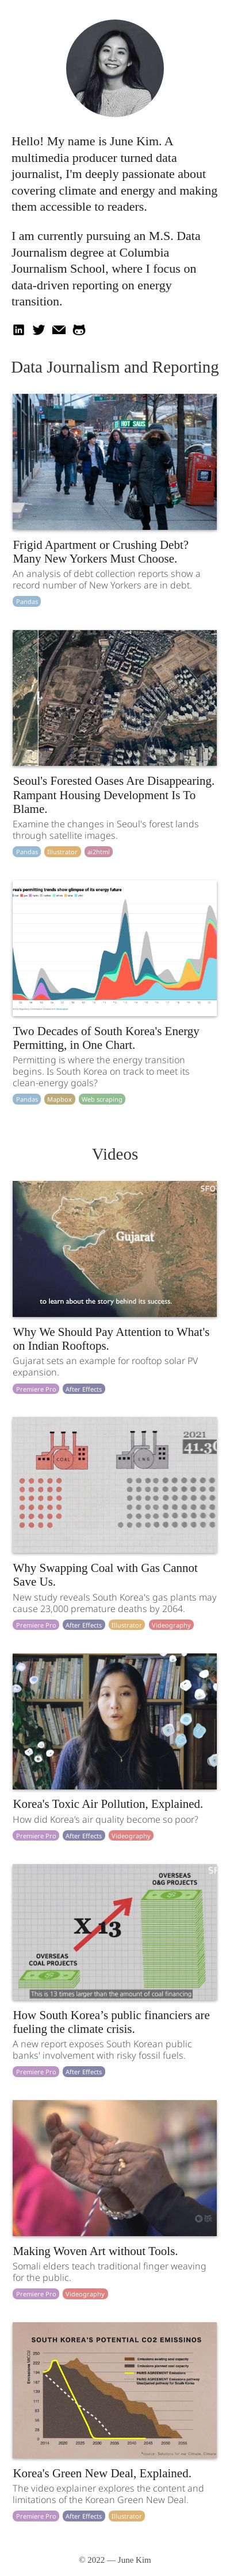 Hello! My name is June Kim. A
multimedia producer turned data
journalist, I'm deeply passionate about
covering climate and energy and making
them accessible to readers.
I am currently pursuing an M.S. Data
Journalism degree at Columbia
Journalism School, where I focus on
data-driven reporting on energy
transition.
in
Data Journalism and Reporting
HOT SUBS
Frigid Apartment or Crushing Debt?
Many New Yorkers Must Choose.
An analysis of debt collection reports show a
record number of New Yorkers are in debt.
Pandas
Seoul's Forested Oases Are Disappearing.
Rampant Housing Development Is To
Blame.
Examine the changes in Seoul's forest lands
through satellite images.
Pandas Illustrator ai2html
rea's permitting trends show glimpse of its energy future
Two Decades of South Korea's Energy
Permitting, in One Chart.
Permitting is where the energy transition
begins. Is South Korea on track to meet its
clean-energy goals?
Pandas Mapbox Web scraping
Videos
SFO
Gujarat
to learn about the story behind its success.
Why We Should Pay Attention to What's
on Indian Rooftops.
Gujarat sets an example for rooftop solar PV
expansion.
Premiere Pro After Effects
2021
41.3
COAL
LNG
Why Swapping Coal with Gas Cannot
Save Us.
New study reveals South Korea's gas plants may
cause 23,000 premature deaths by 2064.
Premiere Pro After Effects Illustrator Videography
Korea's Toxic Air Pollution, Explained.
How did Korea’s air quality become so poor?
Premiere Pro After Effects Videography
OVERSEAS
O&G PROJECTS
X 13
OVERSEAS
COAL PROJECTS
This is 13 times larger than the amount of coal financing
How South Korea’s public financiers are
fueling the climate crisis.
A new report exposes South Korean public
banks' involvement with risky fossil fuels.
Premiere Pro After Effects
Making Woven Art without Tools.
Somali elders teach traditional finger weaving
for the public.
Premiere Pro Videography
SOUTH KOREA'S POTENTIAL CO2 EMISSINOS
Korea's Green New Deal, Explained.
The video explainer explores the content and
limitations of the Korean Green New Deal.
Premiere Pro After Effects Illustrator
© 2022 — June Kim